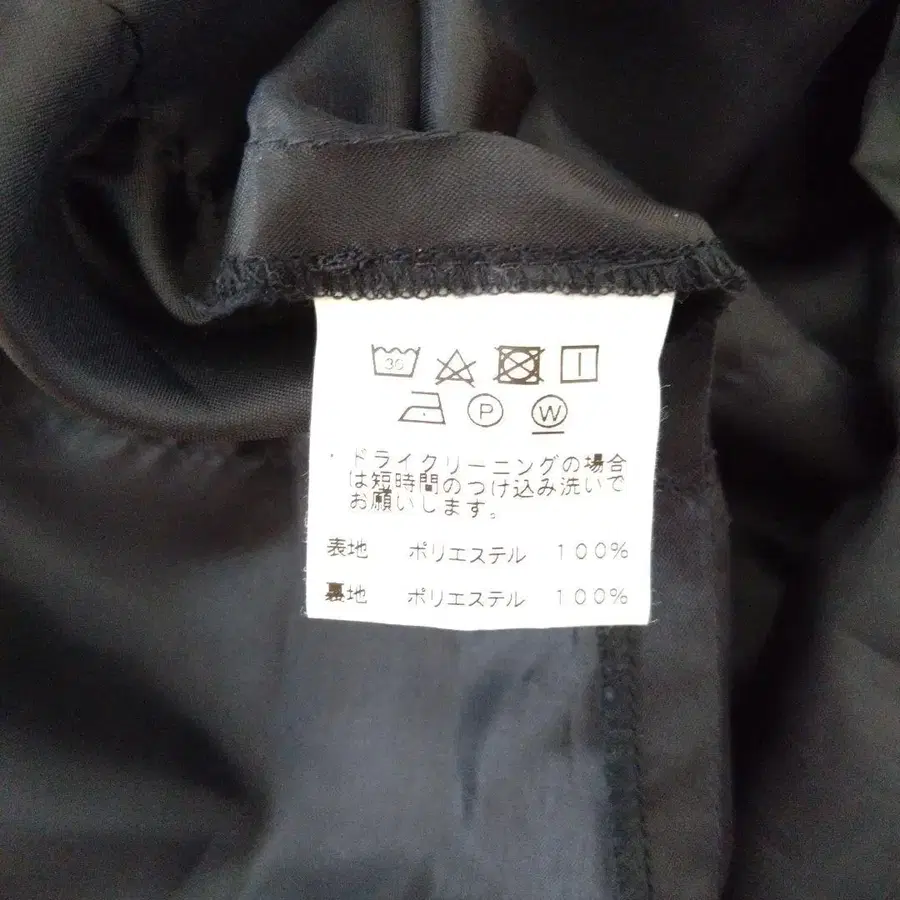 30
P W
・ドライクリーニングの場合
は短時間のつけ込み洗いで
お願いします。
表地 ポリエステル 100%
裏地 ポリエステル 100%